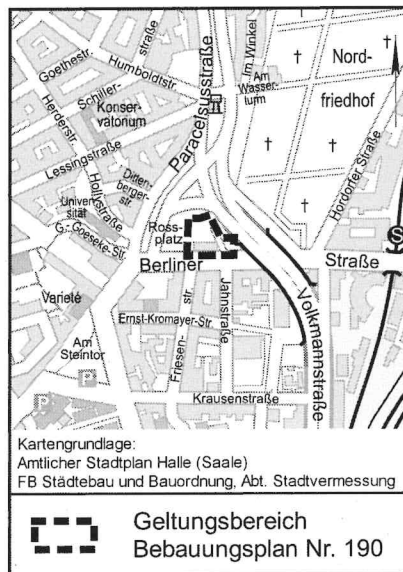 straße
Goethestr.
Humboldtstr.
Schiller-
Konser-
vatorium
Harderstr.
Lessingstraße
Paracelsusstraße
Im Winkel
Am
Wasser-
turm
Nord-
friedhof
Hordorfer Straße
Ditten-
berger-
str.
Univer-
sität
Hollystraße
G.-Goeseke-Str.
Ross-
platz
Berliner
Straße
S
Varieté
Am
Steintor
P
P
Ernst-Kromayer-Str.
Friesen-
str
Jahnstraße
Volkmannstraße
Krausenstraße
Kartengrundlage:
Amtlicher Stadtplan Halle (Saale)
FB Städtebau und Bauordnung, Abt. Stadtvermessung
Geltungsbereich
Bebauungsplan Nr. 190